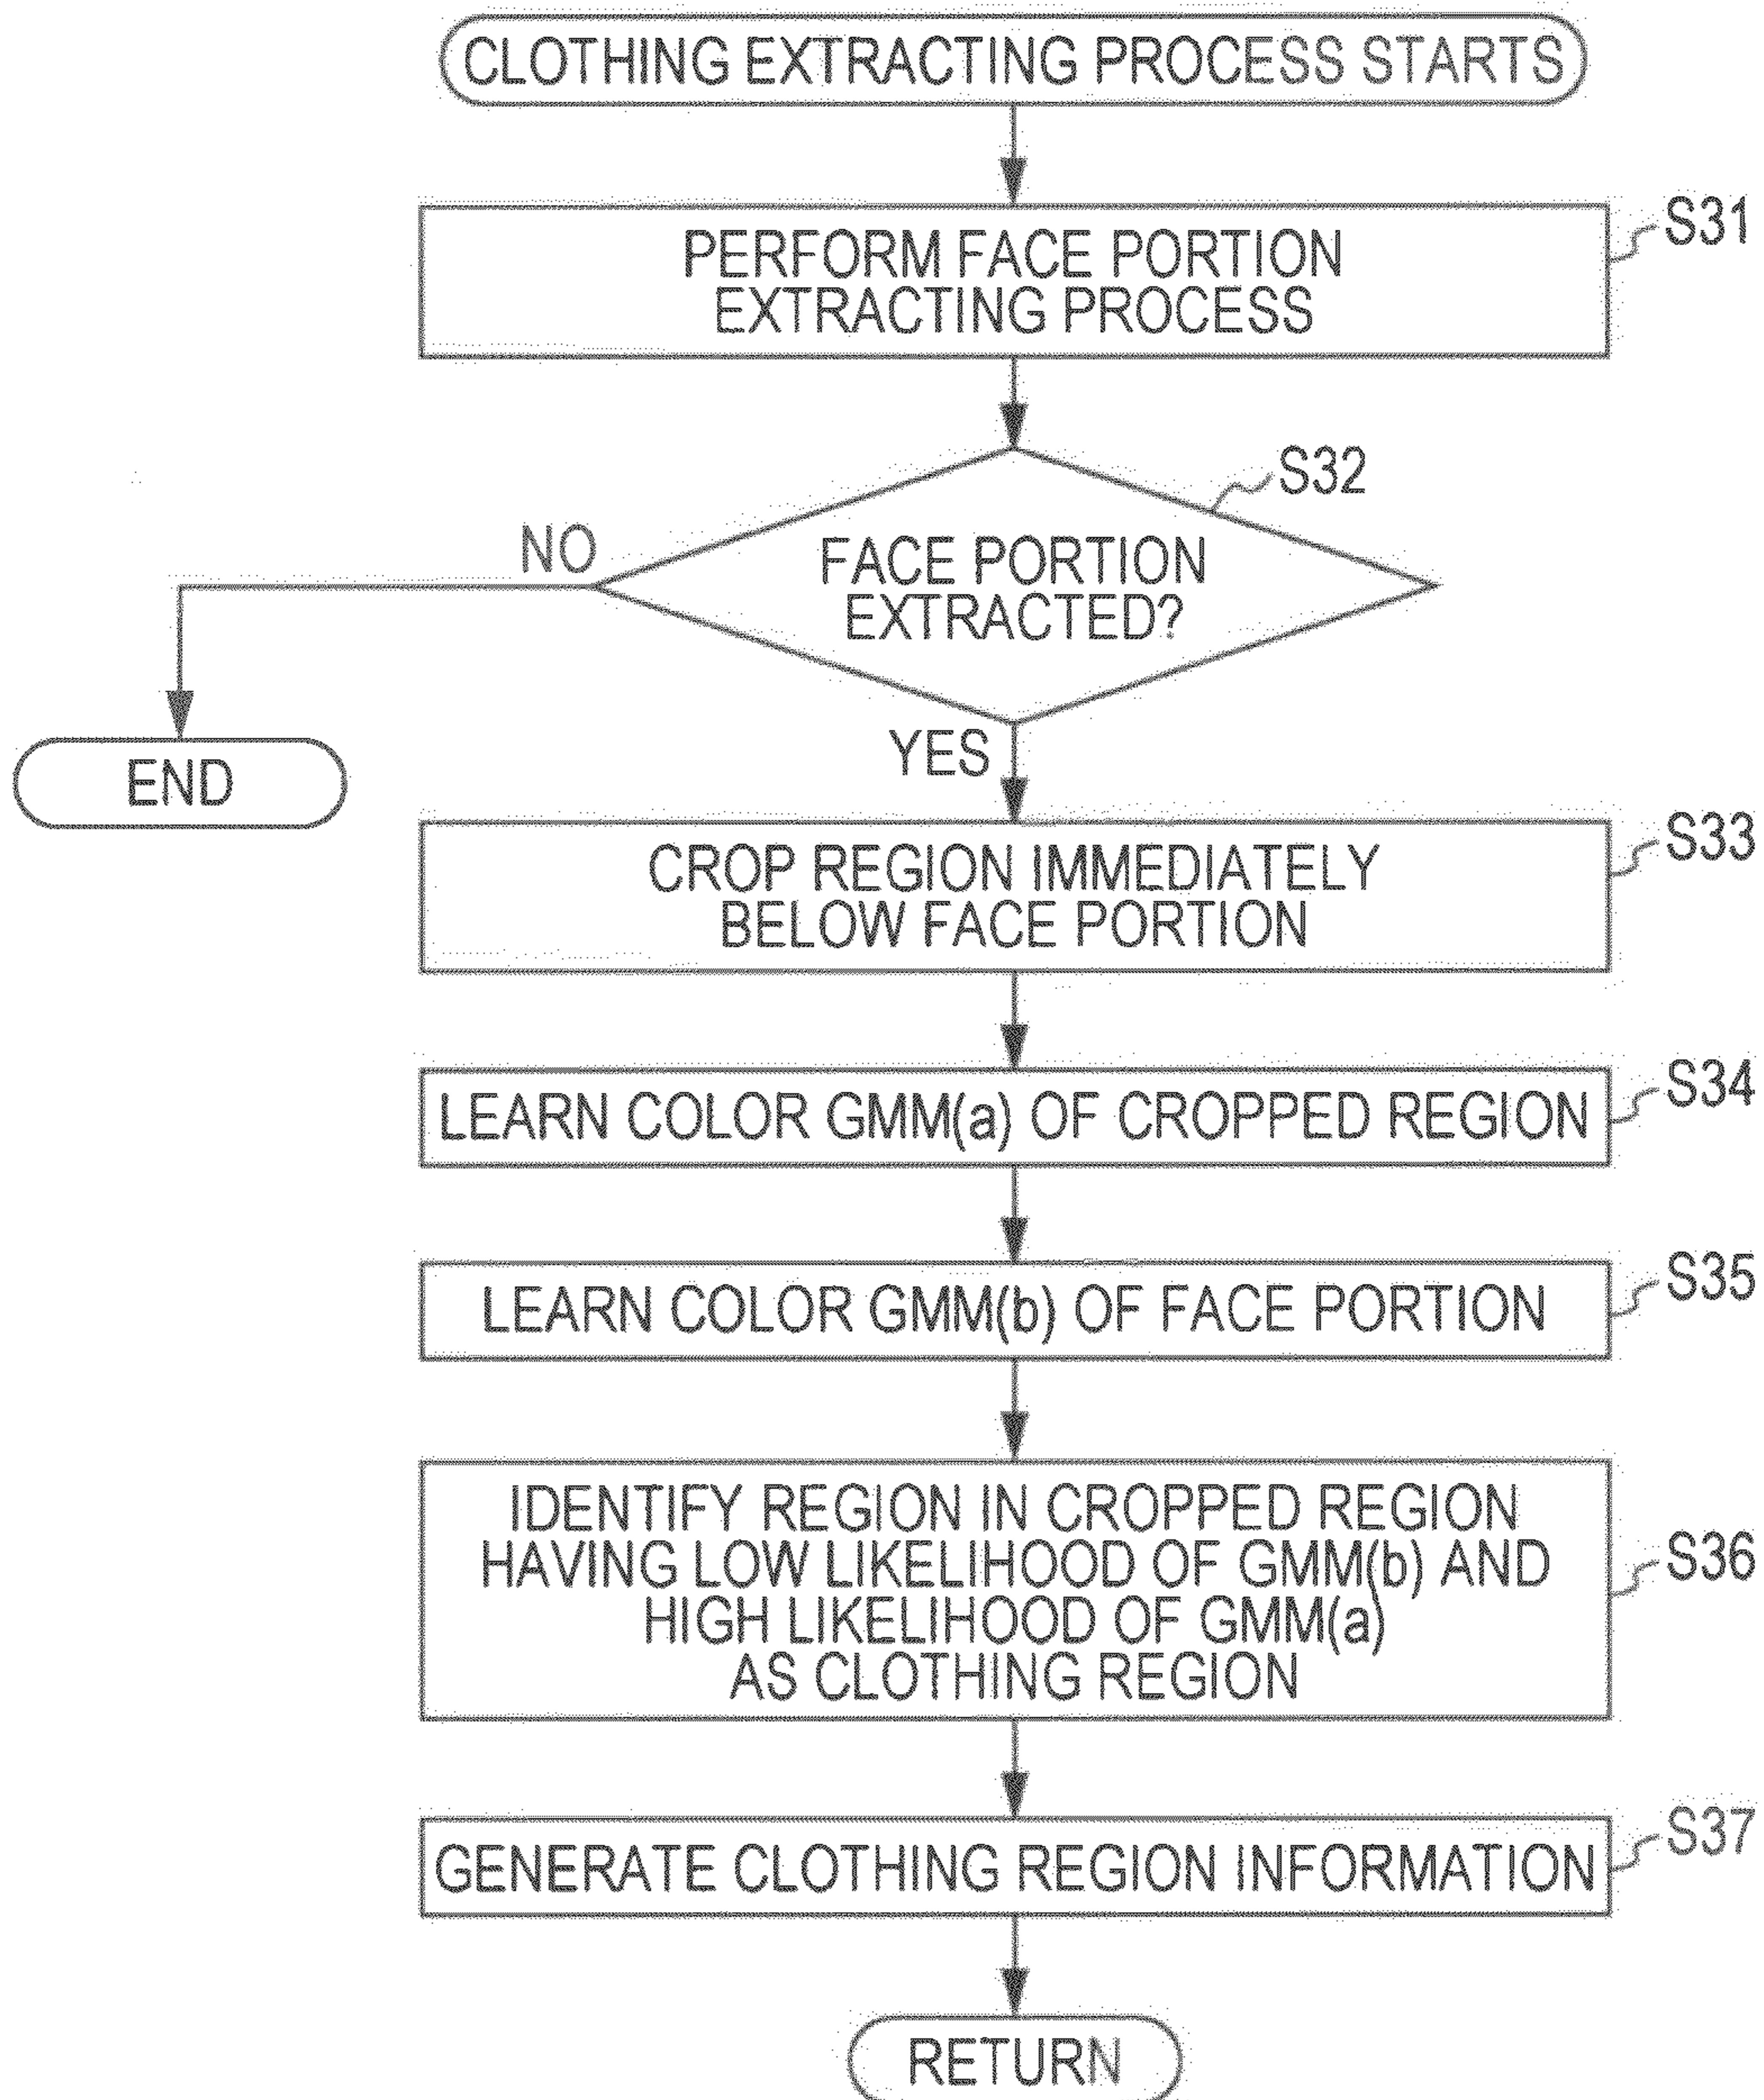 CLOTHING EXTRACTING PROCESS STARTS
S31
PERFORM FACE PORTION
EXTRACTING PROCESS
S32
NO
FACE PORTION
EXTRACTED?
YES
END
S33
CROP REGION IMMEDIATELY
BELOW FACE PORTION
S34
LEARN COLOR GMM(a) OF CROPPED REGION
S35
LEARN COLOR GMM(b) OF FACE PORTION
IDENTIFY REGION IN CROPPED REGION
HAVING LOW LIKELIHOOD OF GMM(b) AND
S36
HIGH LIKELIHOOD OF GMM(a)
AS CLOTHING REGION
S37
GENERATE CLOTHING REGION INFORMATION
RETURN